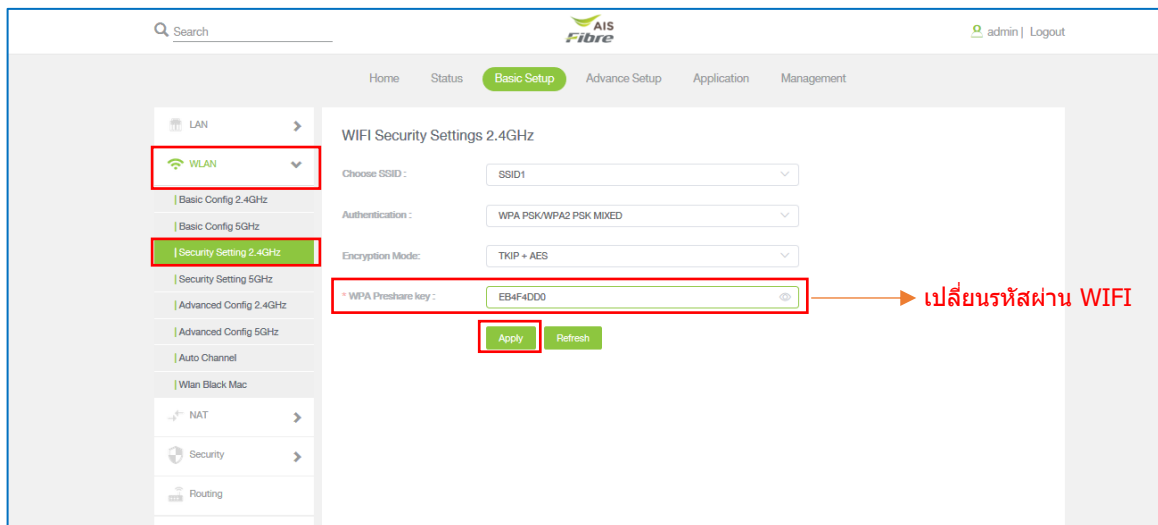 Search
AIS
Fibre
admin | Logout
Home Status Basic Setup Advance Setup Application Management
LAN
WLAN
Basic Config 2.4GHz
Basic Config 5GHz
Security Setting 2.4GHz
Security Setting 5GHz
Advanced Config 2.4GHz
Advanced Config 5GHz
Auto Channel
Wlan Black Mac
NAT
Security
Routing
WIFI Security Settings 2.4GHz
Choose SSID : SSID1
Authentication : WPA PSK/WPA2 PSK MIXED
Encryption Mode: TKIP + AES
* WPA Preshare key : EB4F4DD0
เปลี่ยนรหัสผ่าน WIFI
Apply Refresh